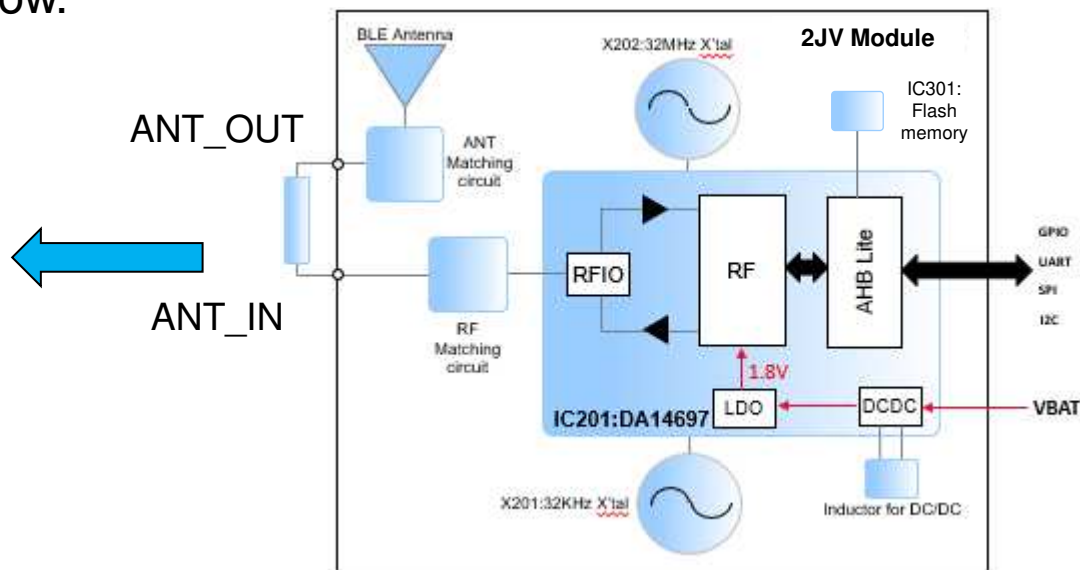 ow.
BLE Antenna
X202:32MHz X'tal
2JV Module
IC301:
Flash
memory
ANT_OUT
ANT
Matching
circuit
GPIO
UART
SPI
I2C
RFIO
RF
AHB Lite
ANT_IN
RF
Matching
circuit
1.8V
LDO
DCDC
VBAT
IC201:DA14697
X201:32KHz X'tal
Inductor for DC/DC